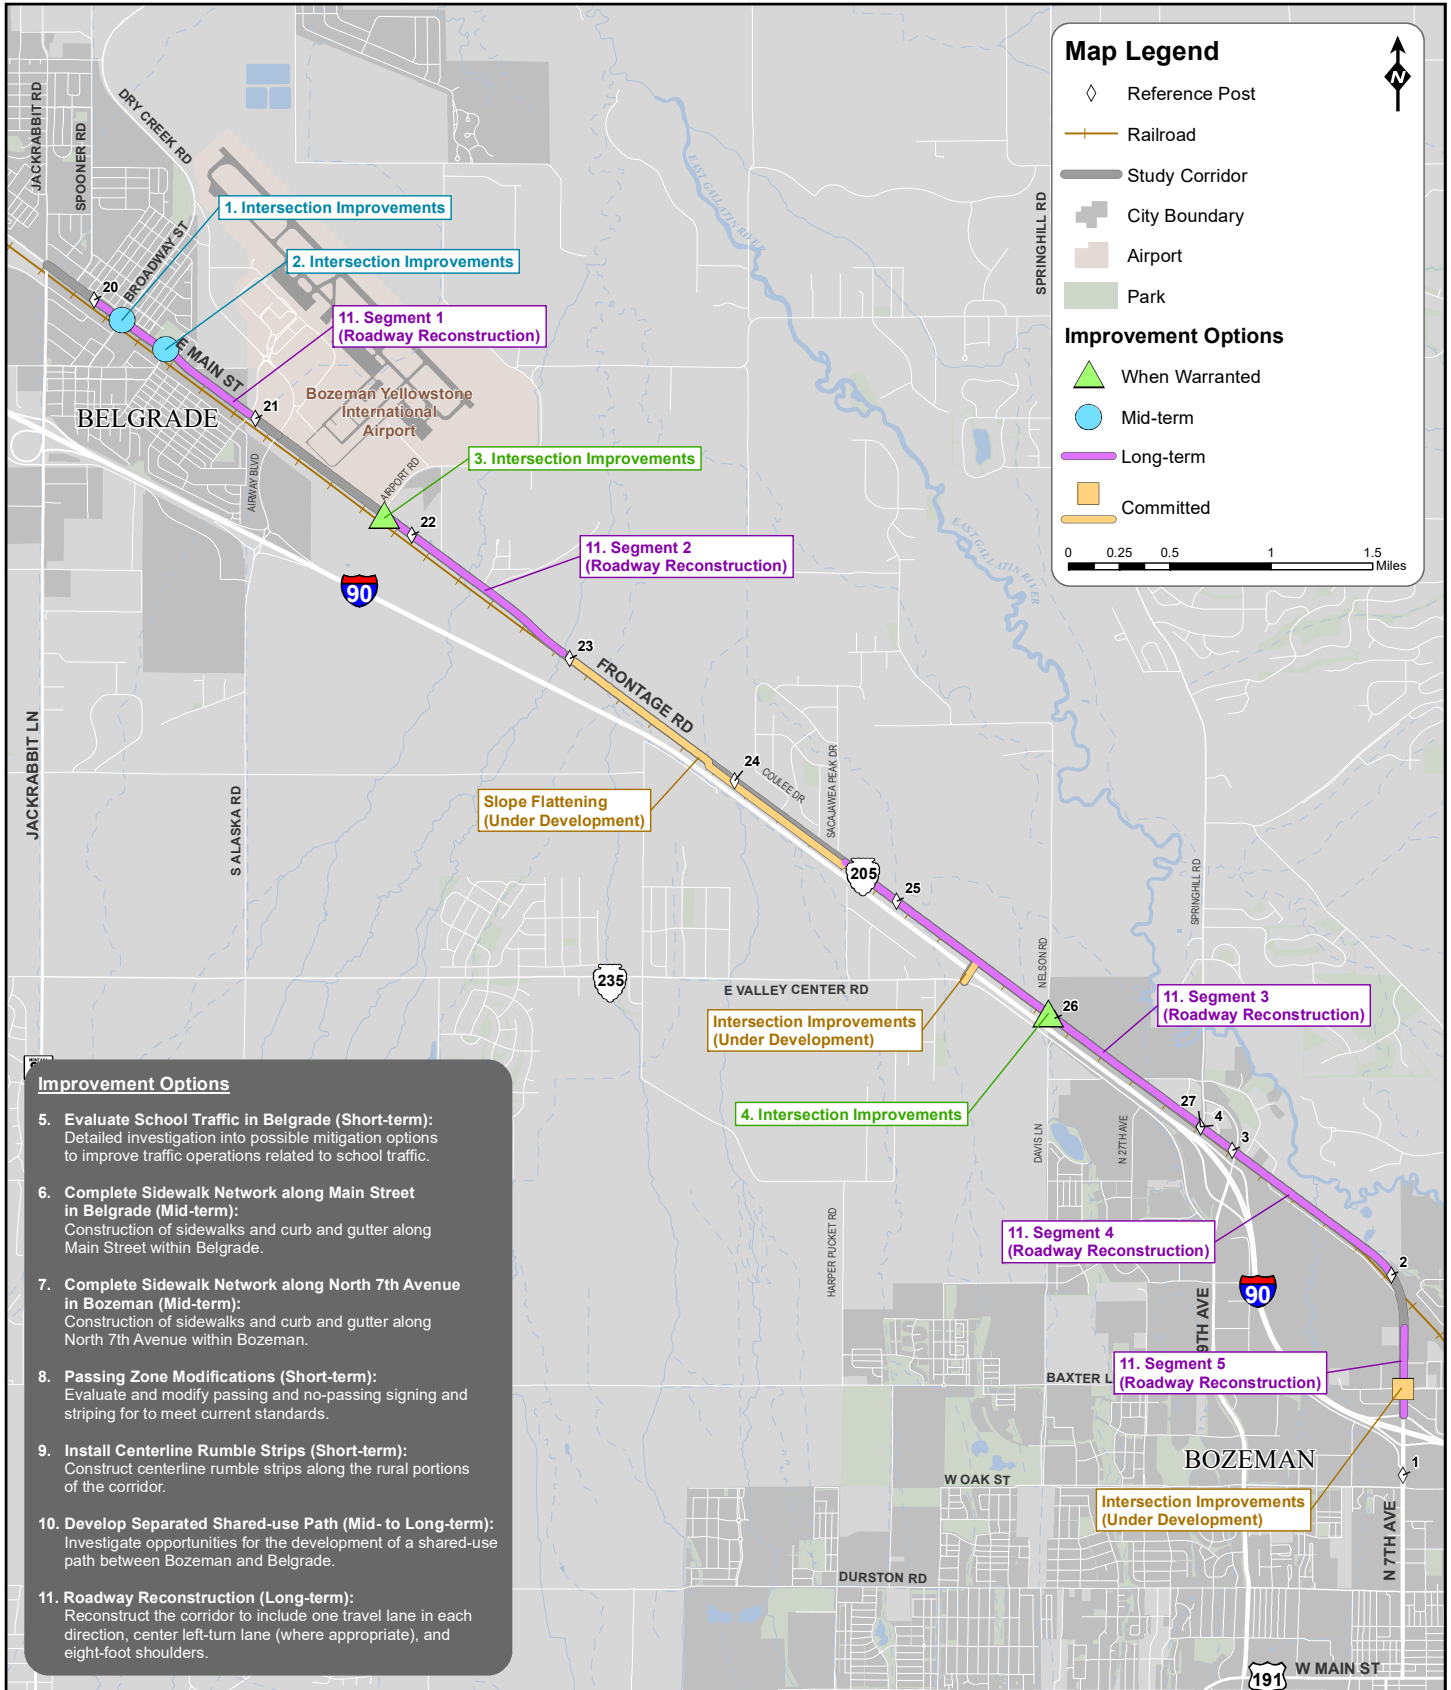 JACKRABBIT RD
SPOONER RD
DRY CREEK RD
BROADWAY ST
1. Intersection Improvements
2. Intersection Improvements
20
E MAIN ST
11. Segment 1
(Roadway Reconstruction)
BELGRADE
21
Bozeman Yellowstone
International
Airport
AIRWAY BLVD
AIRPORT RD
3. Intersection Improvements
22
90
11. Segment 2
(Roadway Reconstruction)
23
FRONTAGE RD
EAST GALLATIN RIVER
EAST GALLATIN RIVER
SPRINGHILL RD
Map Legend
N
Reference Post
Railroad
Study Corridor
City Boundary
Airport
Park
Improvement Options
When Warranted
Mid-term
Long-term
Committed
0 0.25 0.5 1 1.5
Miles
JACKRABBIT LN
S ALASKA RD
24
COULEE DR
SACAJAWEA PEAK DR
Slope Flattening
(Under Development)
205
25
SPRINGHILL RD
NELSON RD
235
E VALLEY CENTER RD
26
Intersection Improvements
(Under Development)
11. Segment 3
(Roadway Reconstruction)
4. Intersection Improvements
27
4
3
DAVIS LN
N 27TH AVE
HARPER PUCKET RD
11. Segment 4
(Roadway Reconstruction)
2
90
9TH AVE
11. Segment 5
(Roadway Reconstruction)
BAXTER L
BOZEMAN
1
W OAK ST
Intersection Improvements
(Under Development)
N 7TH AVE
DURSTON RD
W MAIN ST
191
Improvement Options
5. Evaluate School Traffic in Belgrade (Short-term):
Detailed investigation into possible mitigation options
to improve traffic operations related to school traffic.
6. Complete Sidewalk Network along Main Street
in Belgrade (Mid-term):
Construction of sidewalks and curb and gutter along
Main Street within Belgrade.
7. Complete Sidewalk Network along North 7th Avenue
in Bozeman (Mid-term):
Construction of sidewalks and curb and gutter along
North 7th Avenue within Bozeman.
8. Passing Zone Modifications (Short-term):
Evaluate and modify passing and no-passing signing and
striping for to meet current standards.
9. Install Centerline Rumble Strips (Short-term):
Construct centerline rumble strips along the rural portions
of the corridor.
10. Develop Separated Shared-use Path (Mid- to Long-term):
Investigate opportunities for the development of a shared-use
path between Bozeman and Belgrade.
11. Roadway Reconstruction (Long-term):
Reconstruct the corridor to include one travel lane in each
direction, center left-turn lane (where appropriate), and
eight-foot shoulders.